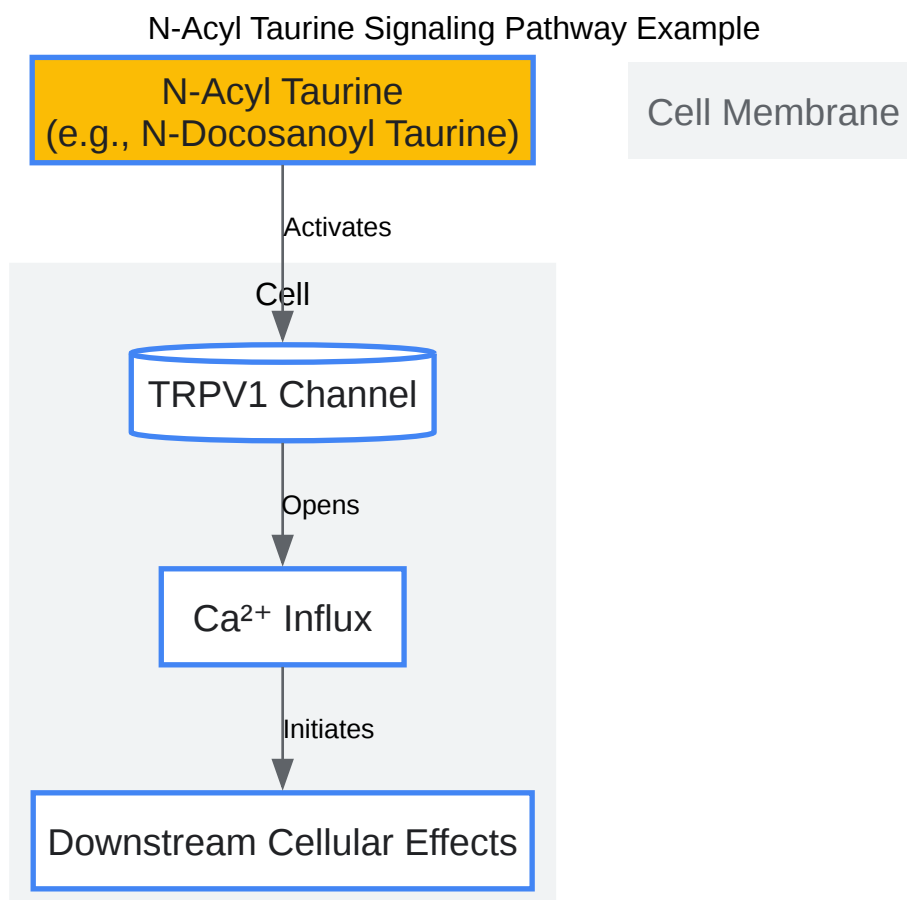 N-Acyl Taurine Signaling Pathway Example
N-Acyl Taurine
(e.g., N-Docosanoyl Taurine)
Cell Membrane
Activates
Cell
TRPV1 Channel
Opens
Ca²⁺ Influx
Initiates
Downstream Cellular Effects